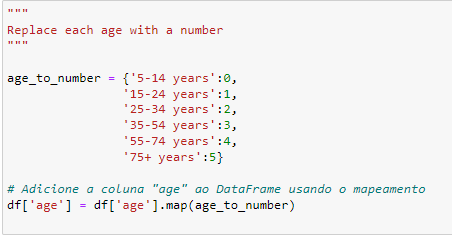 """
Replace each age with a number
"""
age_to_number = {'5-14 years':0,
'15-24 years':1,
'25-34 years':2,
'35-54 years':3,
'55-74 years':4,
'75+ years':5}
# Adicione a coluna "age" ao DataFrame usando o mapeamento
df['age'] = df['age'].map(age_to_number)